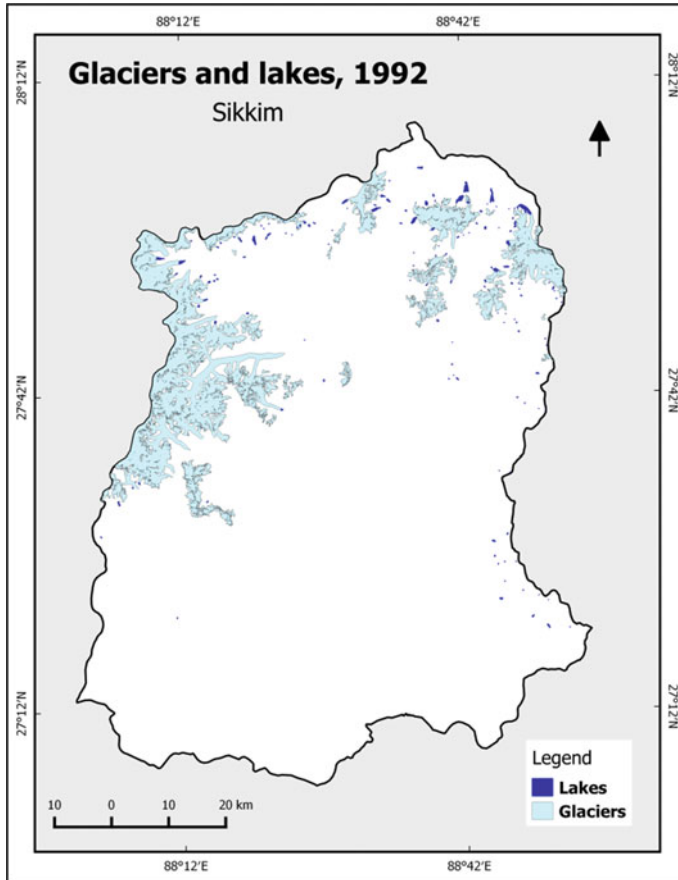 88°12'E 88°42'E
Glaciers and lakes, 1992
Sikkim
28°12'N 28°12'N
27°42'N 27°42'N
27°12'N 27°12'N
Legend
Lakes
Glaciers
10 0 10 20 km
88°12'E 88°42'E